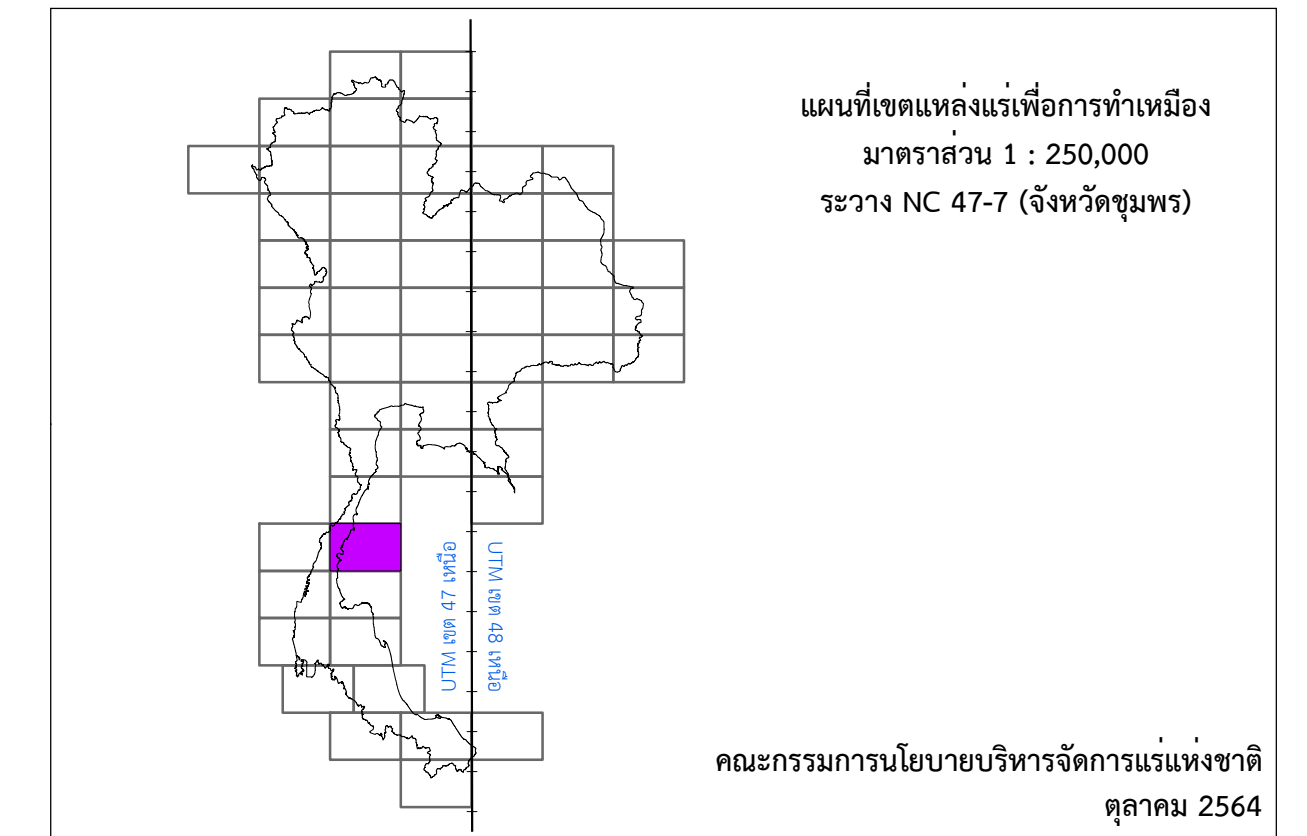 แผนที่เขตแหล่งแร่เพื่อการทำเหมือง
มาตราส่วน 1 : 250,000
ระวาง NC 47-7 (จังหวัดชุมพร)
UTM เขต 47 เหนือ
UTM เขต 48 เหนือ
คณะกรรมการนโยบายบริหารจัดการแร่แห่งชาติ
ตุลาคม 2564